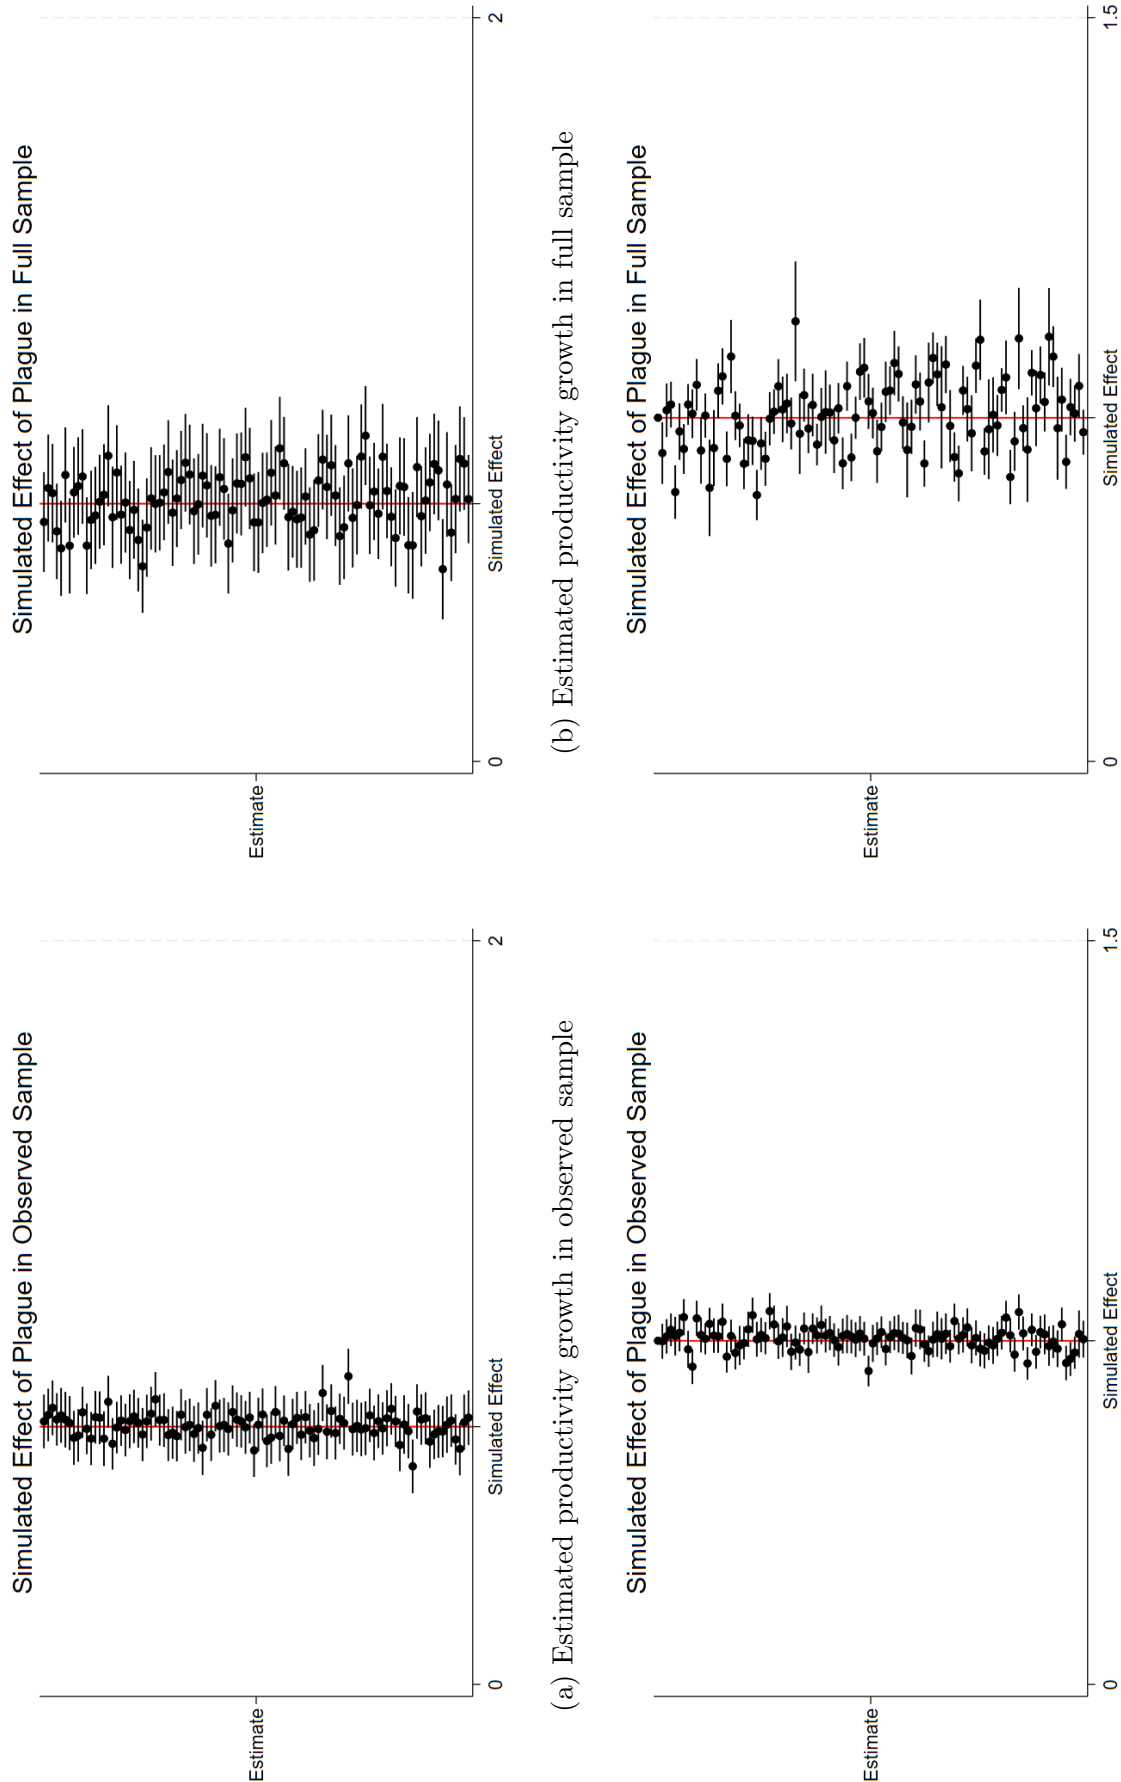 Simulated Effect of Plague in Observed Sample
Estimate
0
Simulated Effect
2
(a) Estimated productivity growth in observed sample
Simulated Effect of Plague in Full Sample
Estimate
0
Simulated Effect
2
(b) Estimated productivity growth in full sample
Simulated Effect of Plague in Observed Sample
Estimate
0
Simulated Effect
1.5
Simulated Effect of Plague in Full Sample
Estimate
0
Simulated Effect
1.5